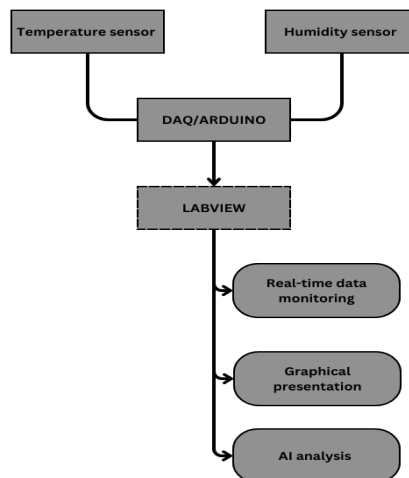 Temperature sensor
Humidity sensor
DAQ/ARDUINO
LABVIEW
Real-time data
monitoring
Graphical
presentation
AI analysis